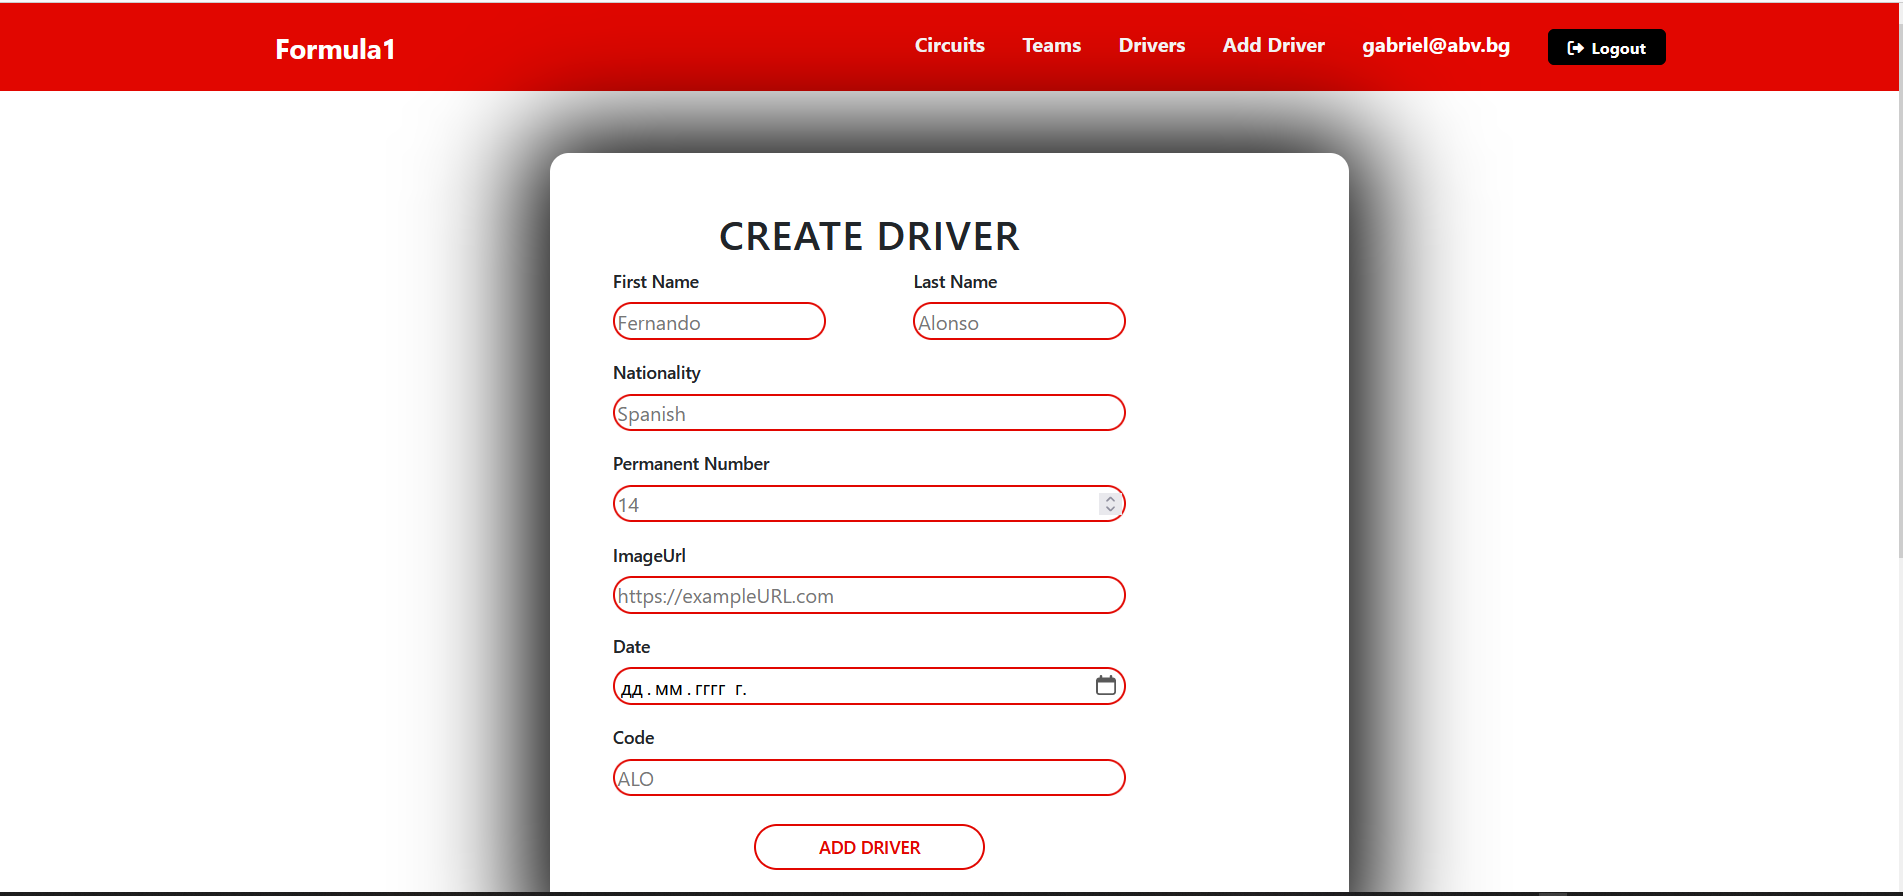 Formula1 Circuits Teams Drivers Add Driver gabriel@abv.bg Logout
CREATE DRIVER
First Name Last Name
Fernando Alonso
Nationality
Spanish
Permanent Number
14
ImageUrl
https://exampleURL.com
Date
дд . мм . гггг г.
Code
ALO
ADD DRIVER